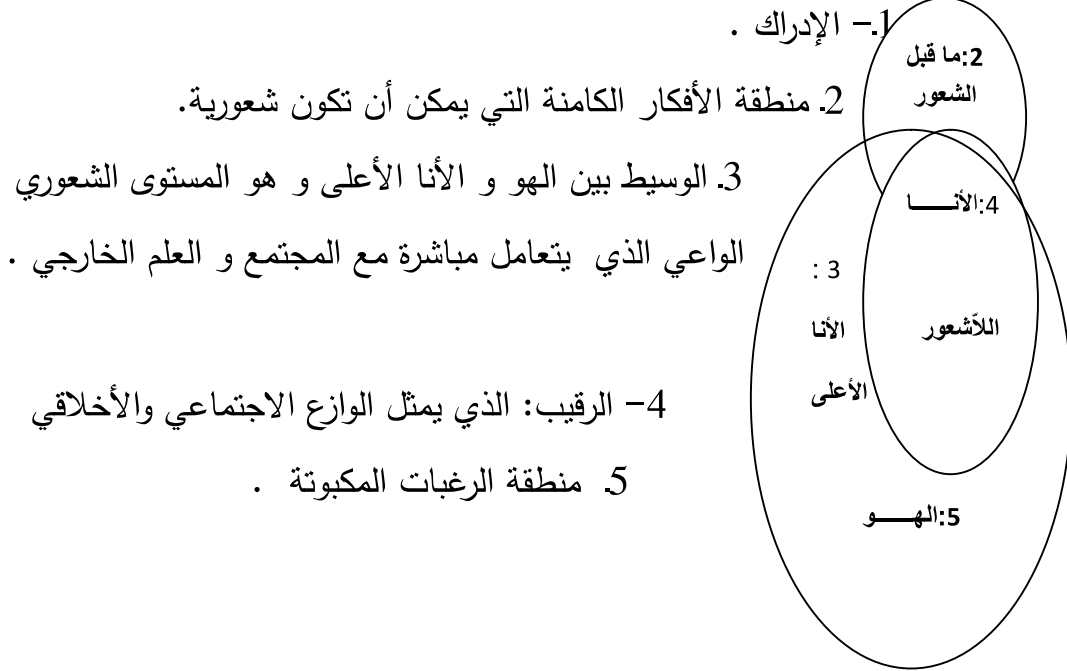 1.– الإدراك .
2. منطقة الأفكار الكامنة التي يمكن أن تكون شعورية.
3. الوسيط بين الهو و الأنا الأعلى و هو المستوى الشعوري
الواعي الذي يتعامل مباشرة مع المجتمع و العلم الخارجي .
4– الرقيب: الذي يمثل الوازع الاجتماعي والأخلاقي
5. منطقة الرغبات المكبوتة .
2:ما قبل
الشعور
4:الأنـــــا
3 :
الأنا
الأعلى
اللاّشعور
5:الهــــو